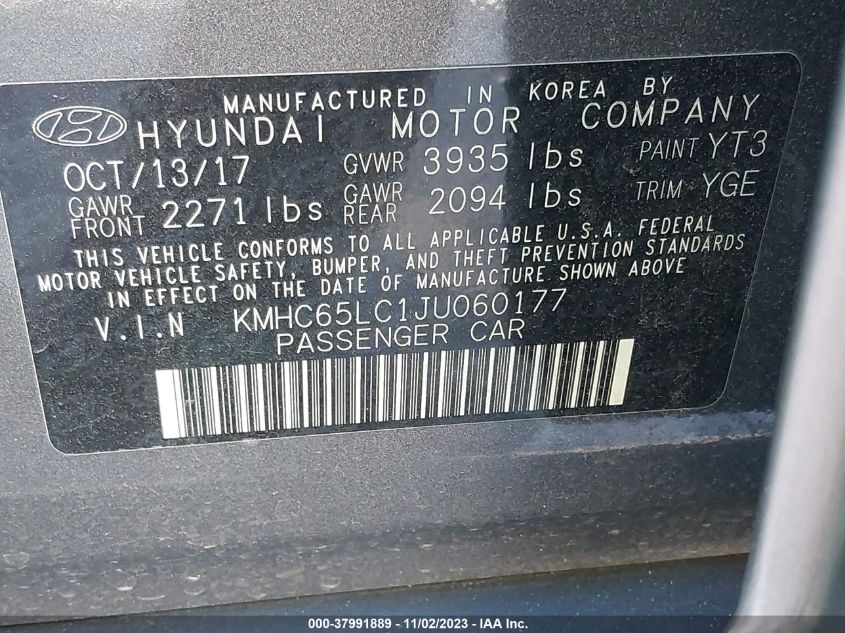 MANUFACTURED IN KOREA BY
HYUNDAI MOTOR COMPANY
OCT/13/17 GVWR 3935 lbs PAINT YT3
GAWR FRONT 2271 lbs GAWR REAR 2094 lbs TRIM YGE
THIS VEHICLE CONFORMS TO ALL APPLICABLE U.S.A. FEDERAL
MOTOR VEHICLE SAFETY, BUMPER, AND THEFT PREVENTION STANDARDS
IN EFFECT ON THE DATE OF MANUFACTURE SHOWN ABOVE
V.I.N KMHC65LC1JU060177
PASSENGER CAR
000-37991889 - 11/02/2023 - IAA Inc.